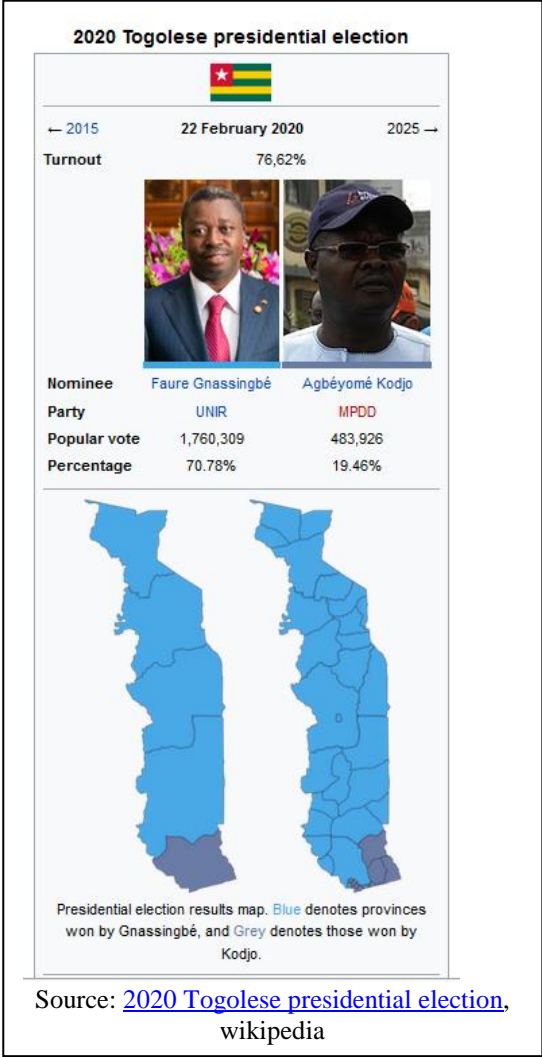 2020 Togolese presidential election
← 2015 22 February 2020 2025 →
Turnout 76,62%
Nominee Faure Gnassingbé Agbéyomé Kodjo
Party UNIR MPDD
Popular vote 1,760,309 483,926
Percentage 70.78% 19.46%
Presidential election results map. Blue denotes provinces
won by Gnassingbé, and Grey denotes those won by
Kodjo.
Source: 2020 Togolese presidential election,
wikipedia